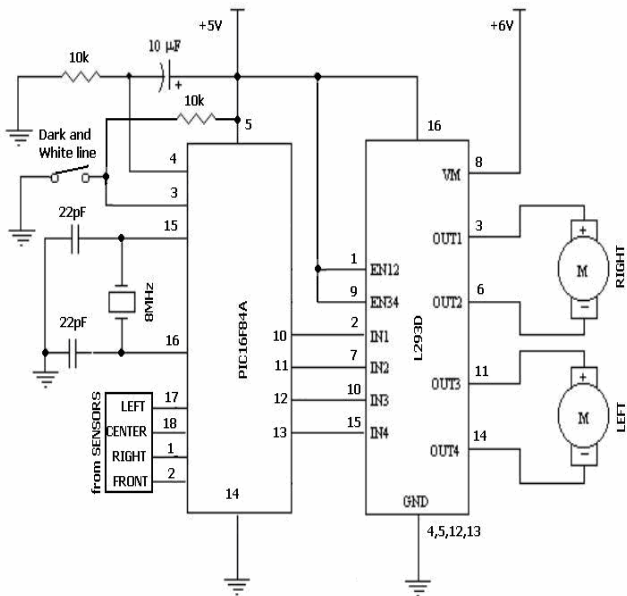 +5V
+6V
10 µF
10k
+
10k
5
16
Dark and
White line
4
8
VM
3
3
22pF
15
+
OUT1
M
RIGHT
1
EN12
8MHz
9
EN34
6
OUT2
−
22pF
PIC16F84A
L293D
16
10
2
IN1
11
7
IN2
11
OUT3
+
17
LEFT
12
10
IN3
M
LEFT
from SENSORS
CENTER
18
13
15
IN4
14
OUT4
−
RIGHT
1
FRONT
2
14
GND
4,5,12,13